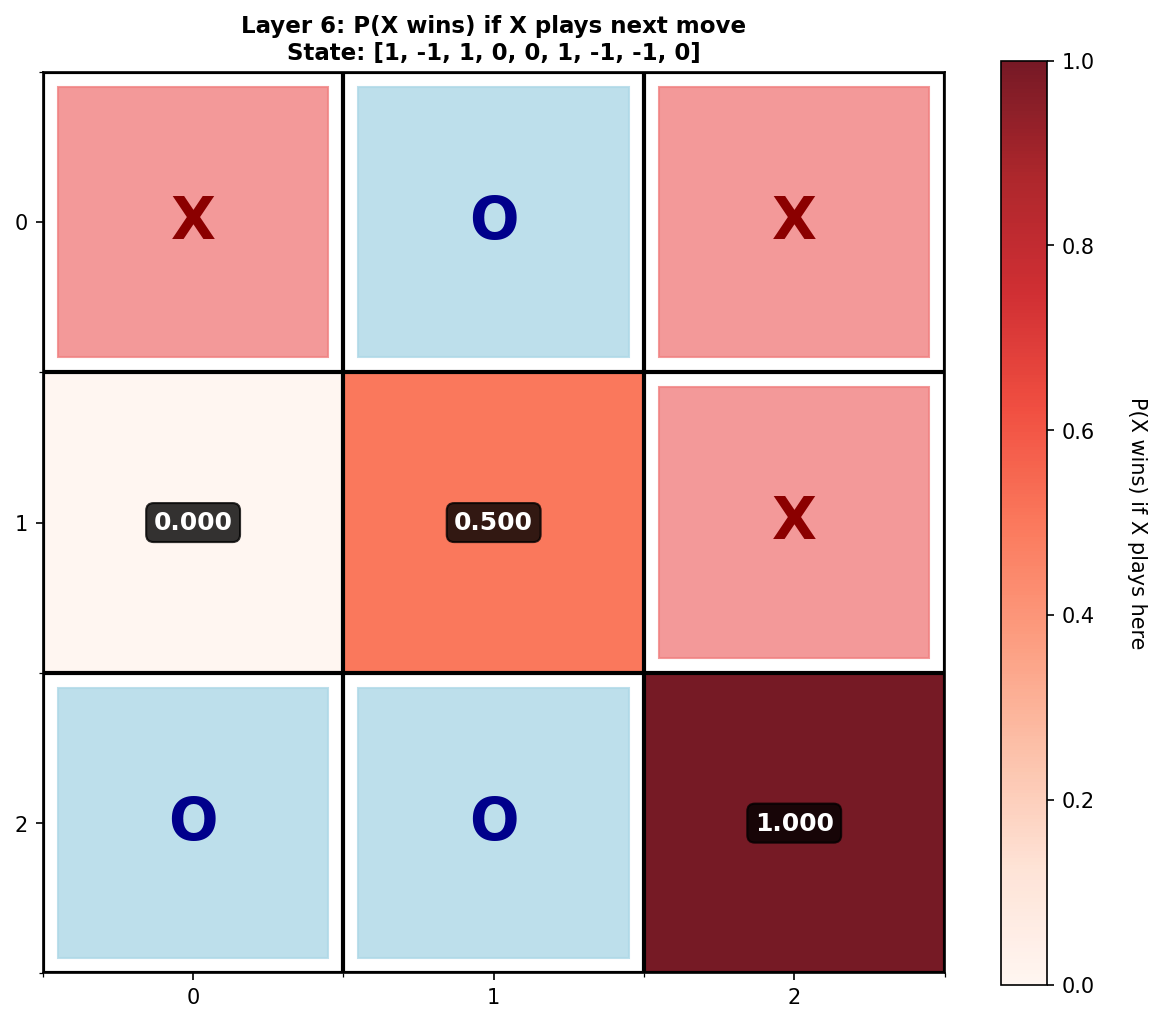 Layer 6: P(X wins) if X plays next move
State: [1, -1, 1, 0, 0, 1, -1, -1, 0]
X
O
X
0
0.000
0.500
X
1
O
O
1.000
2
0
1
2
1.0
0.8
0.6
0.4
0.2
0.0
P(X wins) if X plays here